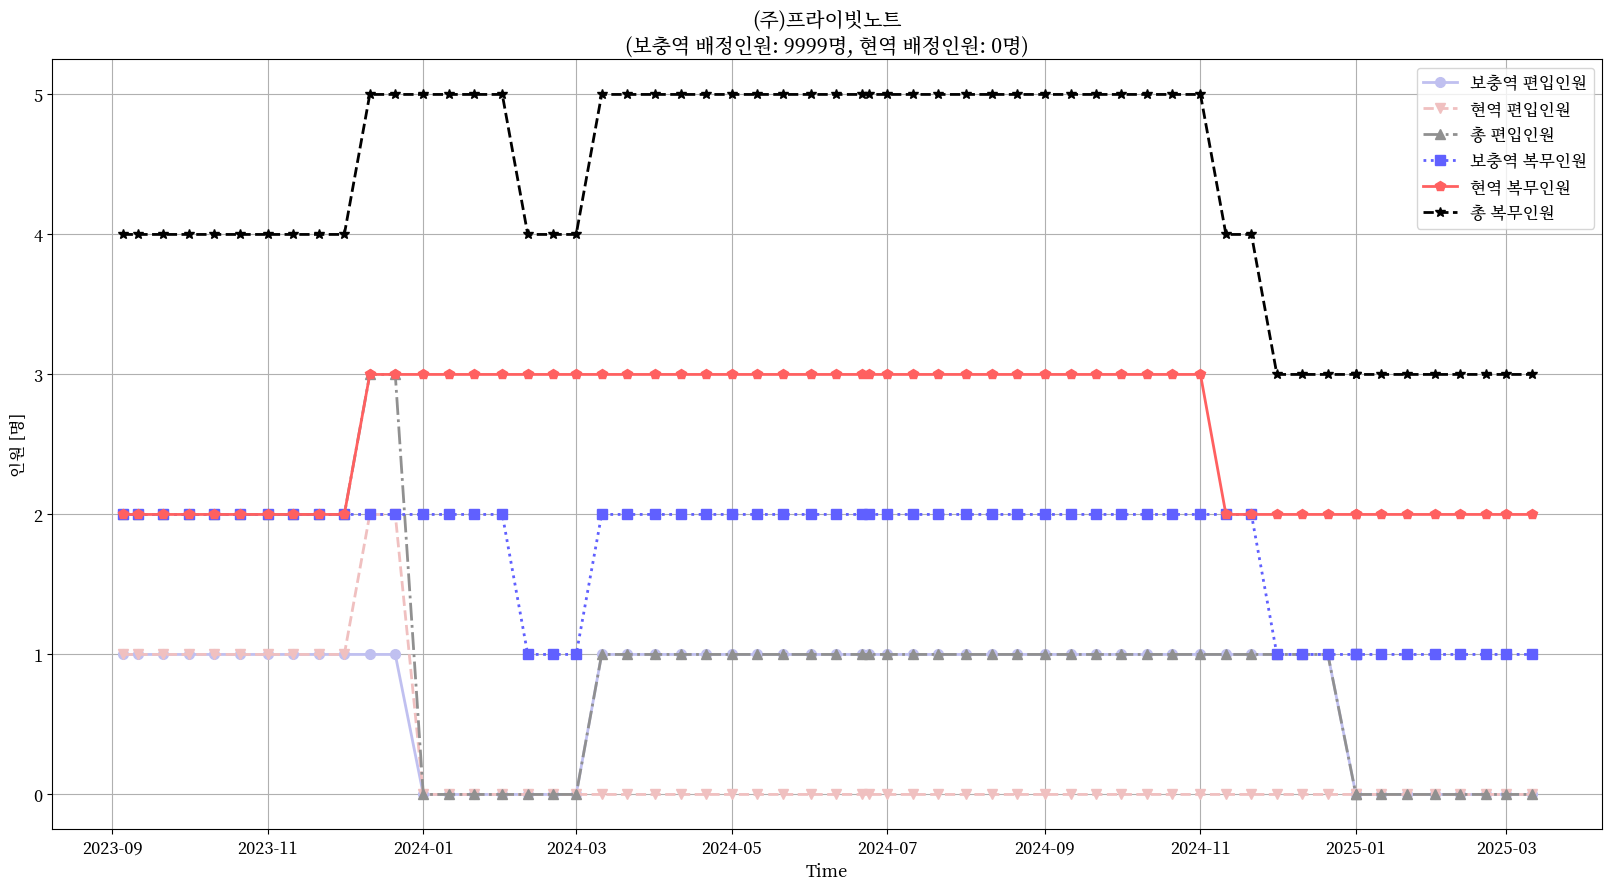 (주)프라이빗노트
(보충역 배정인원: 9999명, 현역 배정인원: 0명)
보충역 편입인원
현역 편입인원
총 편입인원
보충역 복무인원
현역 복무인원
총 복무인원
인원 [명]
5
4
3
2
1
0
2023-09 2023-11 2024-01 2024-03 2024-05 2024-07 2024-09 2024-11 2025-01 2025-03
Time